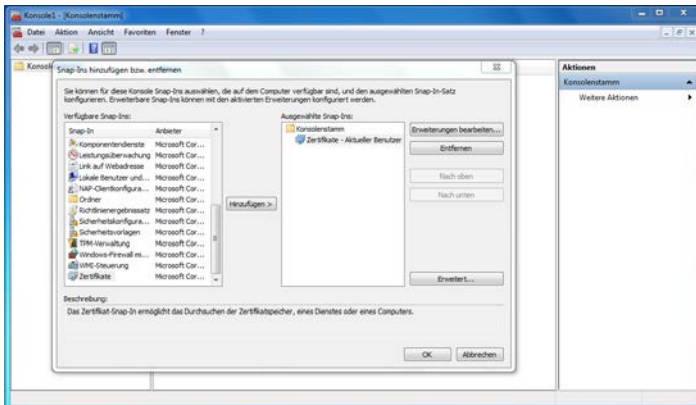 Konsole1 - [Konsolenstamm]
Datei Aktion Ansicht Favoriten Fenster ?
Snap-Ins hinzufügen bzw. entfernen
Sie können für diese Konsole Snap-Ins auswählen, die auf dem Computer verfügbar sind, und den ausgewählten Snap-In-Satz
konfigurieren. Erweiterbare Snap-Ins können mit den aktivierten Erweiterungen konfiguriert werden.
Verfügbare Snap-Ins:
Snap-In Anbieter
Komponentendienste Microsoft Cor...
Leistungsüberwachung Microsoft Cor...
Link auf Webadresse Microsoft Cor...
Lokale Benutzer und... Microsoft Cor...
NAP-Clientkonfigura... Microsoft Cor...
Ordner Microsoft Cor...
Richtlinienergebnissatz Microsoft Cor...
Sicherheitskonfigura... Microsoft Cor...
Sicherheitsvorlagen Microsoft Cor...
TPM-Verwaltung Microsoft Cor...
Windows-Firewall m... Microsoft Cor...
WMI-Steuerung Microsoft Cor...
Zertifikate Microsoft Cor...
Hinzufügen >
Ausgewählte Snap-Ins:
Konsolenstamm
Zertifikate - Aktueller Benutzer
Erweiterungen bearbeiten...
Entfernen
Nach oben
Nach unten
Erweitert...
Beschreibung:
Das Zertifikat-Snap-In ermöglicht das Durchsuchen der Zertifikatspeicher, eines Dienstes oder eines Computers.
OK Abbrechen
Aktionen
Konsolenstamm
Weitere Aktionen